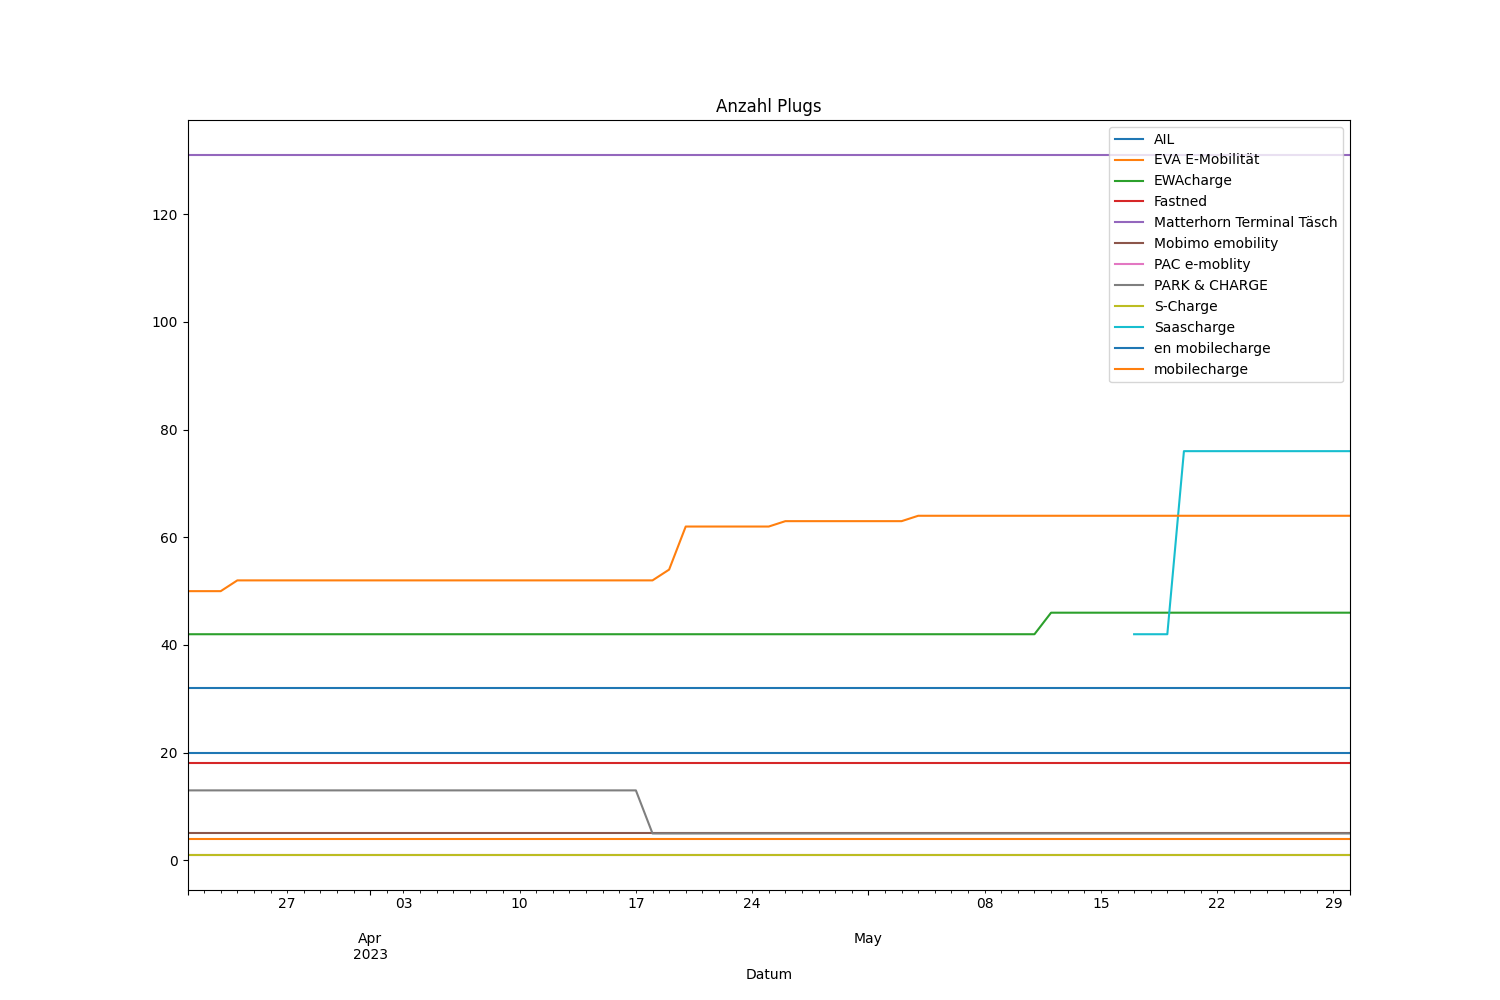 Anzahl Plugs
AIL
EVA E-Mobilität
EWAcharge
Fastned
Matterhorn Terminal Täsch
Mobimo emobility
PAC e-moblity
PARK & CHARGE
S-Charge
Saascharge
en mobilecharge
mobilecharge
120
100
80
60
40
20
0
27 03 10 17 24 08 15 22 29
Apr May
2023
Datum